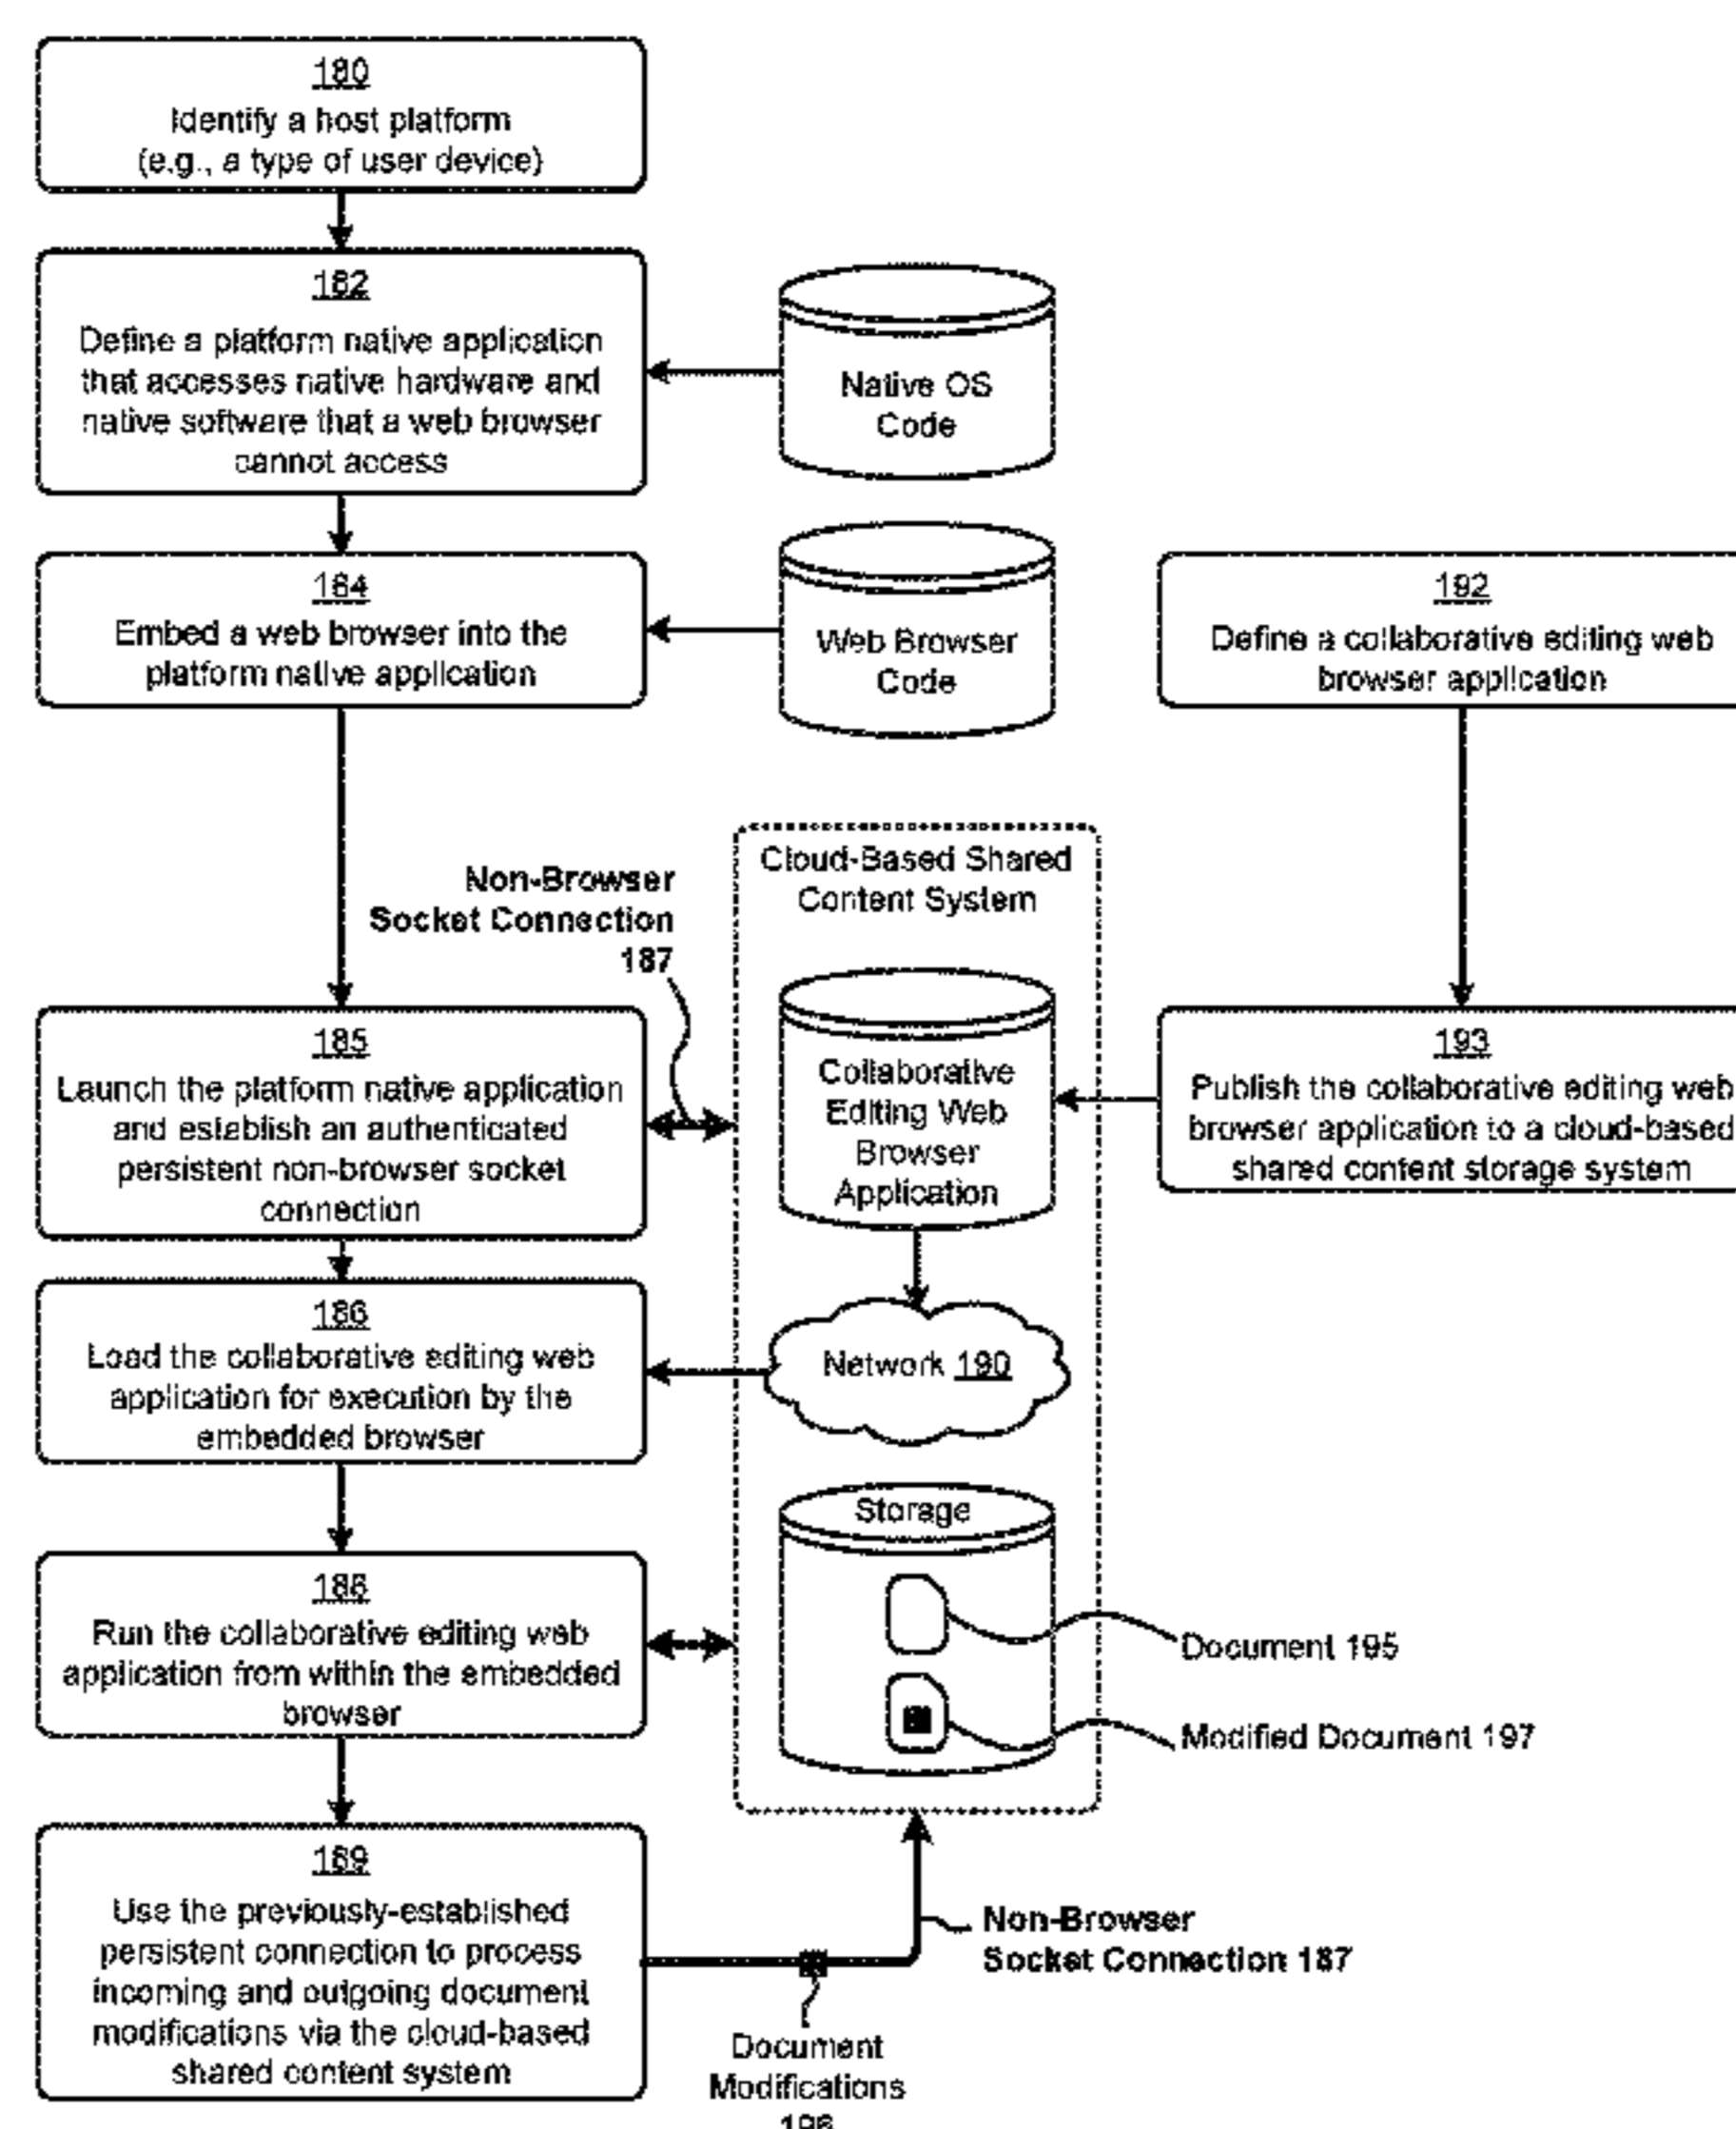 180
Identify a host platform
(e.g., a type of user device)
182
Define a platform native application
that accesses native hardware and
native software that a web browser
cannot access
Native OS
Code
184
Embed a web browser into the
platform native application
Web Browser
Code
192
Define a collaborative editing web
browser application
Non-Browser
Socket Connection
187
Cloud-Based Shared
Content System
185
Launch the platform native application
and establish an authenticated
persistent non-browser socket
connection
Collaborative
Editing Web
Browser
Application
193
Publish the collaborative editing web
browser application to a cloud-based
shared content storage system
186
Load the collaborative editing web
application for execution by the
embedded browser
Network 190
Storage
188
Run the collaborative editing web
application from within the embedded
browser
Document 195
Modified Document 197
189
Use the previously-established
persistent connection to process
incoming and outgoing document
modifications via the cloud-based
shared content system
Non-Browser
Socket Connection 187
Document
Modifications